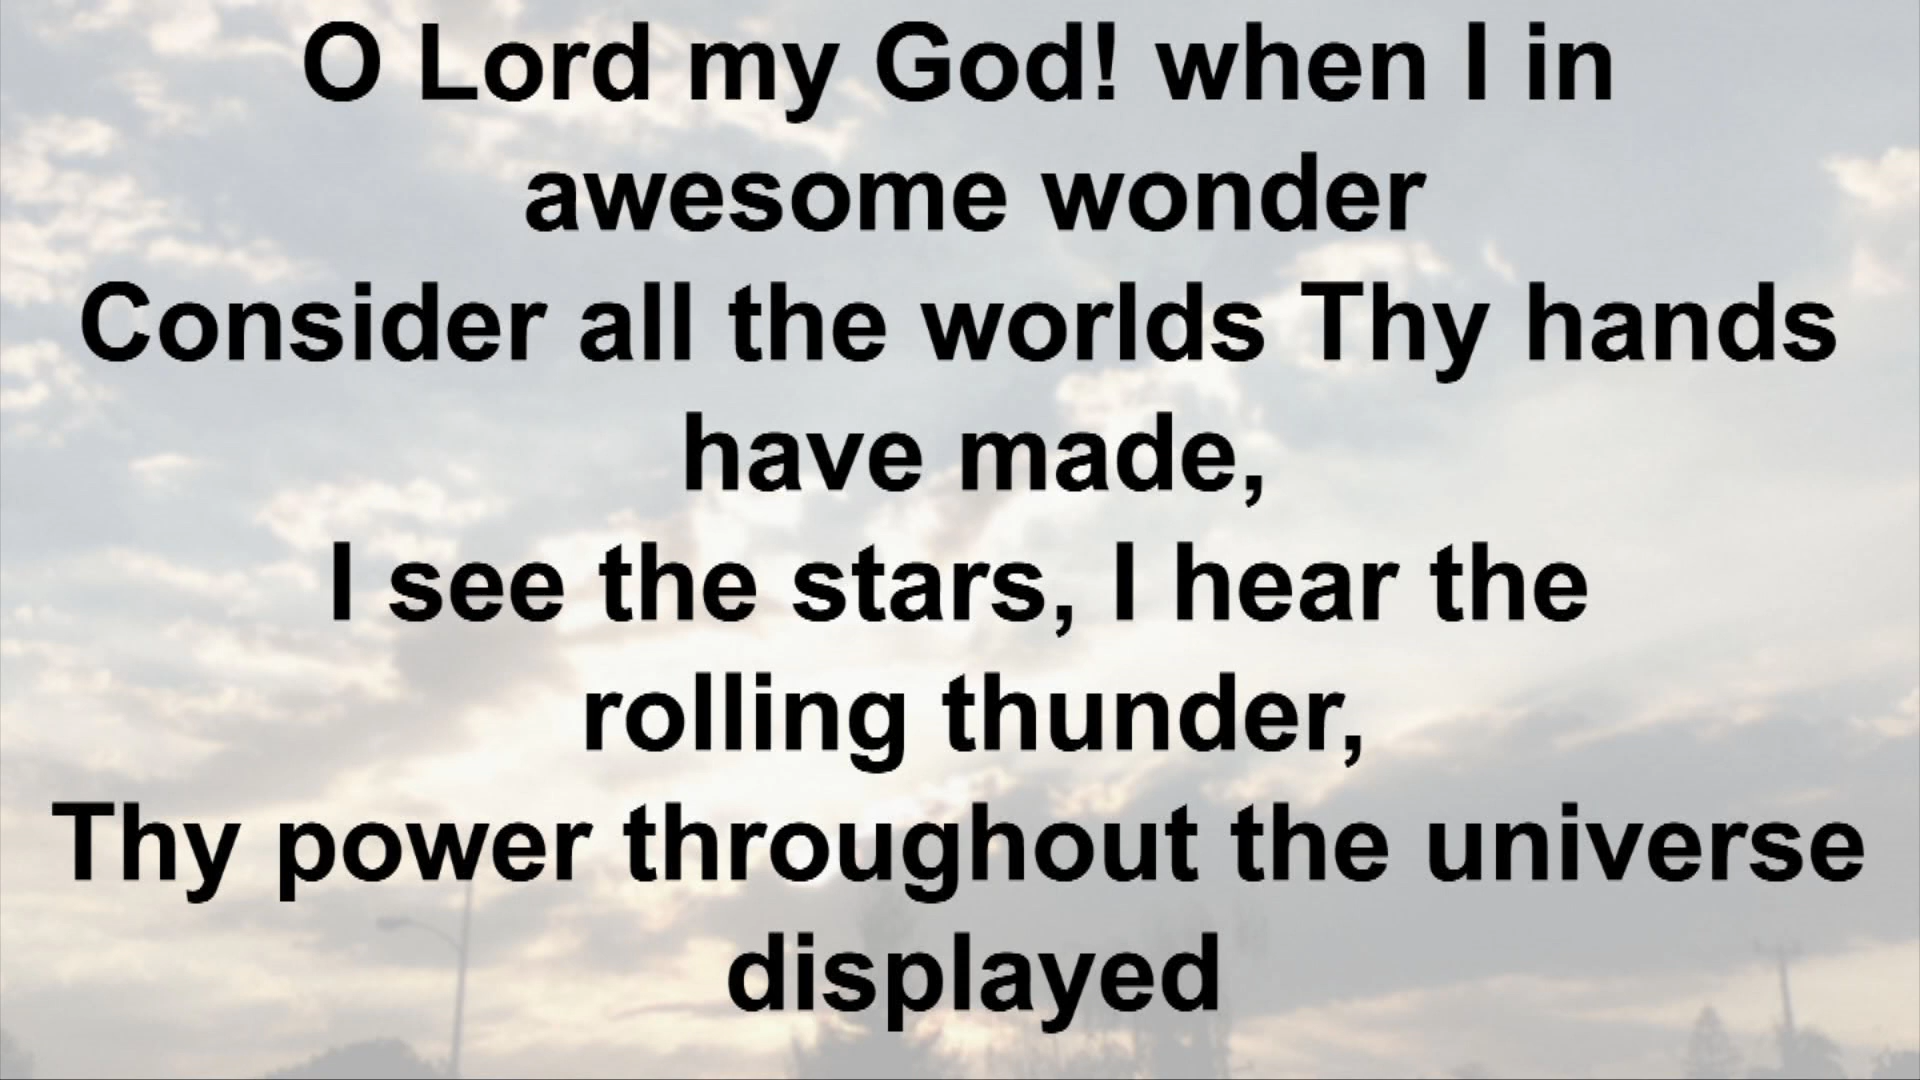 O Lord my God! when I in
awesome wonder
Consider all the worlds Thy hands
have made,
I see the stars, I hear the
rolling thunder,
Thy power throughout the universe
displayed